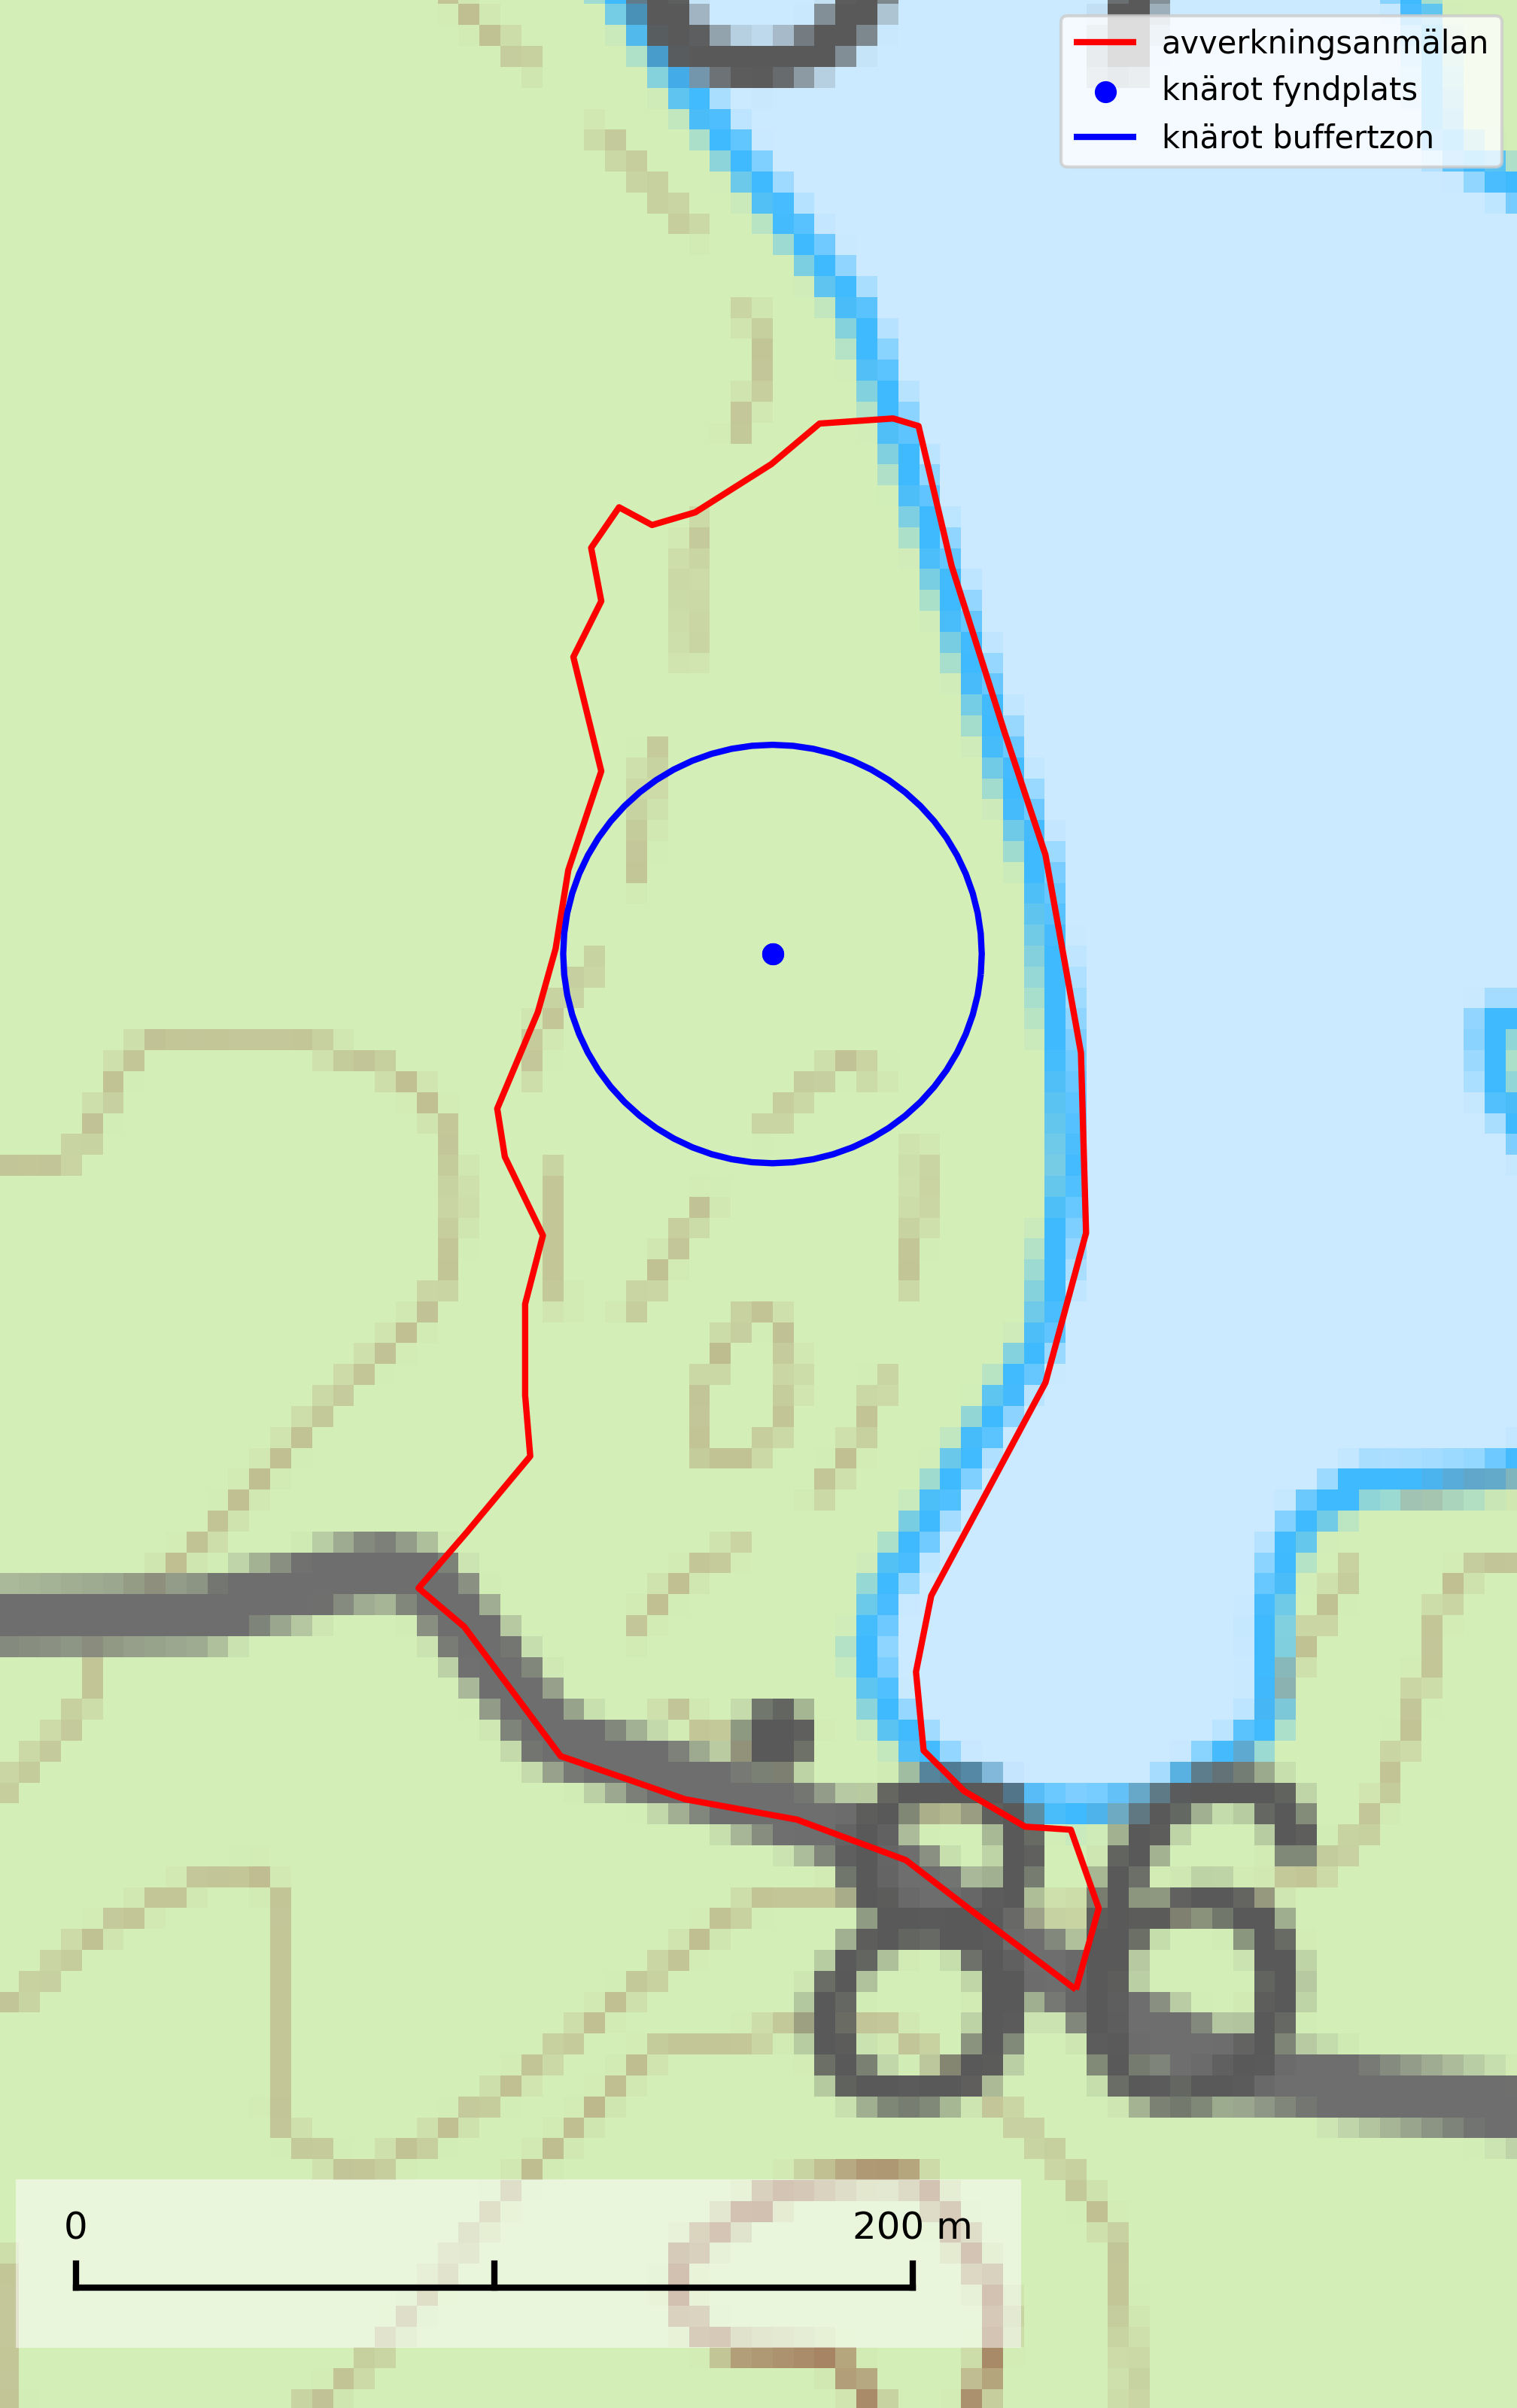 avverkningsanmälan
knärot fyndplats
knärot buffertzon
0 200 m